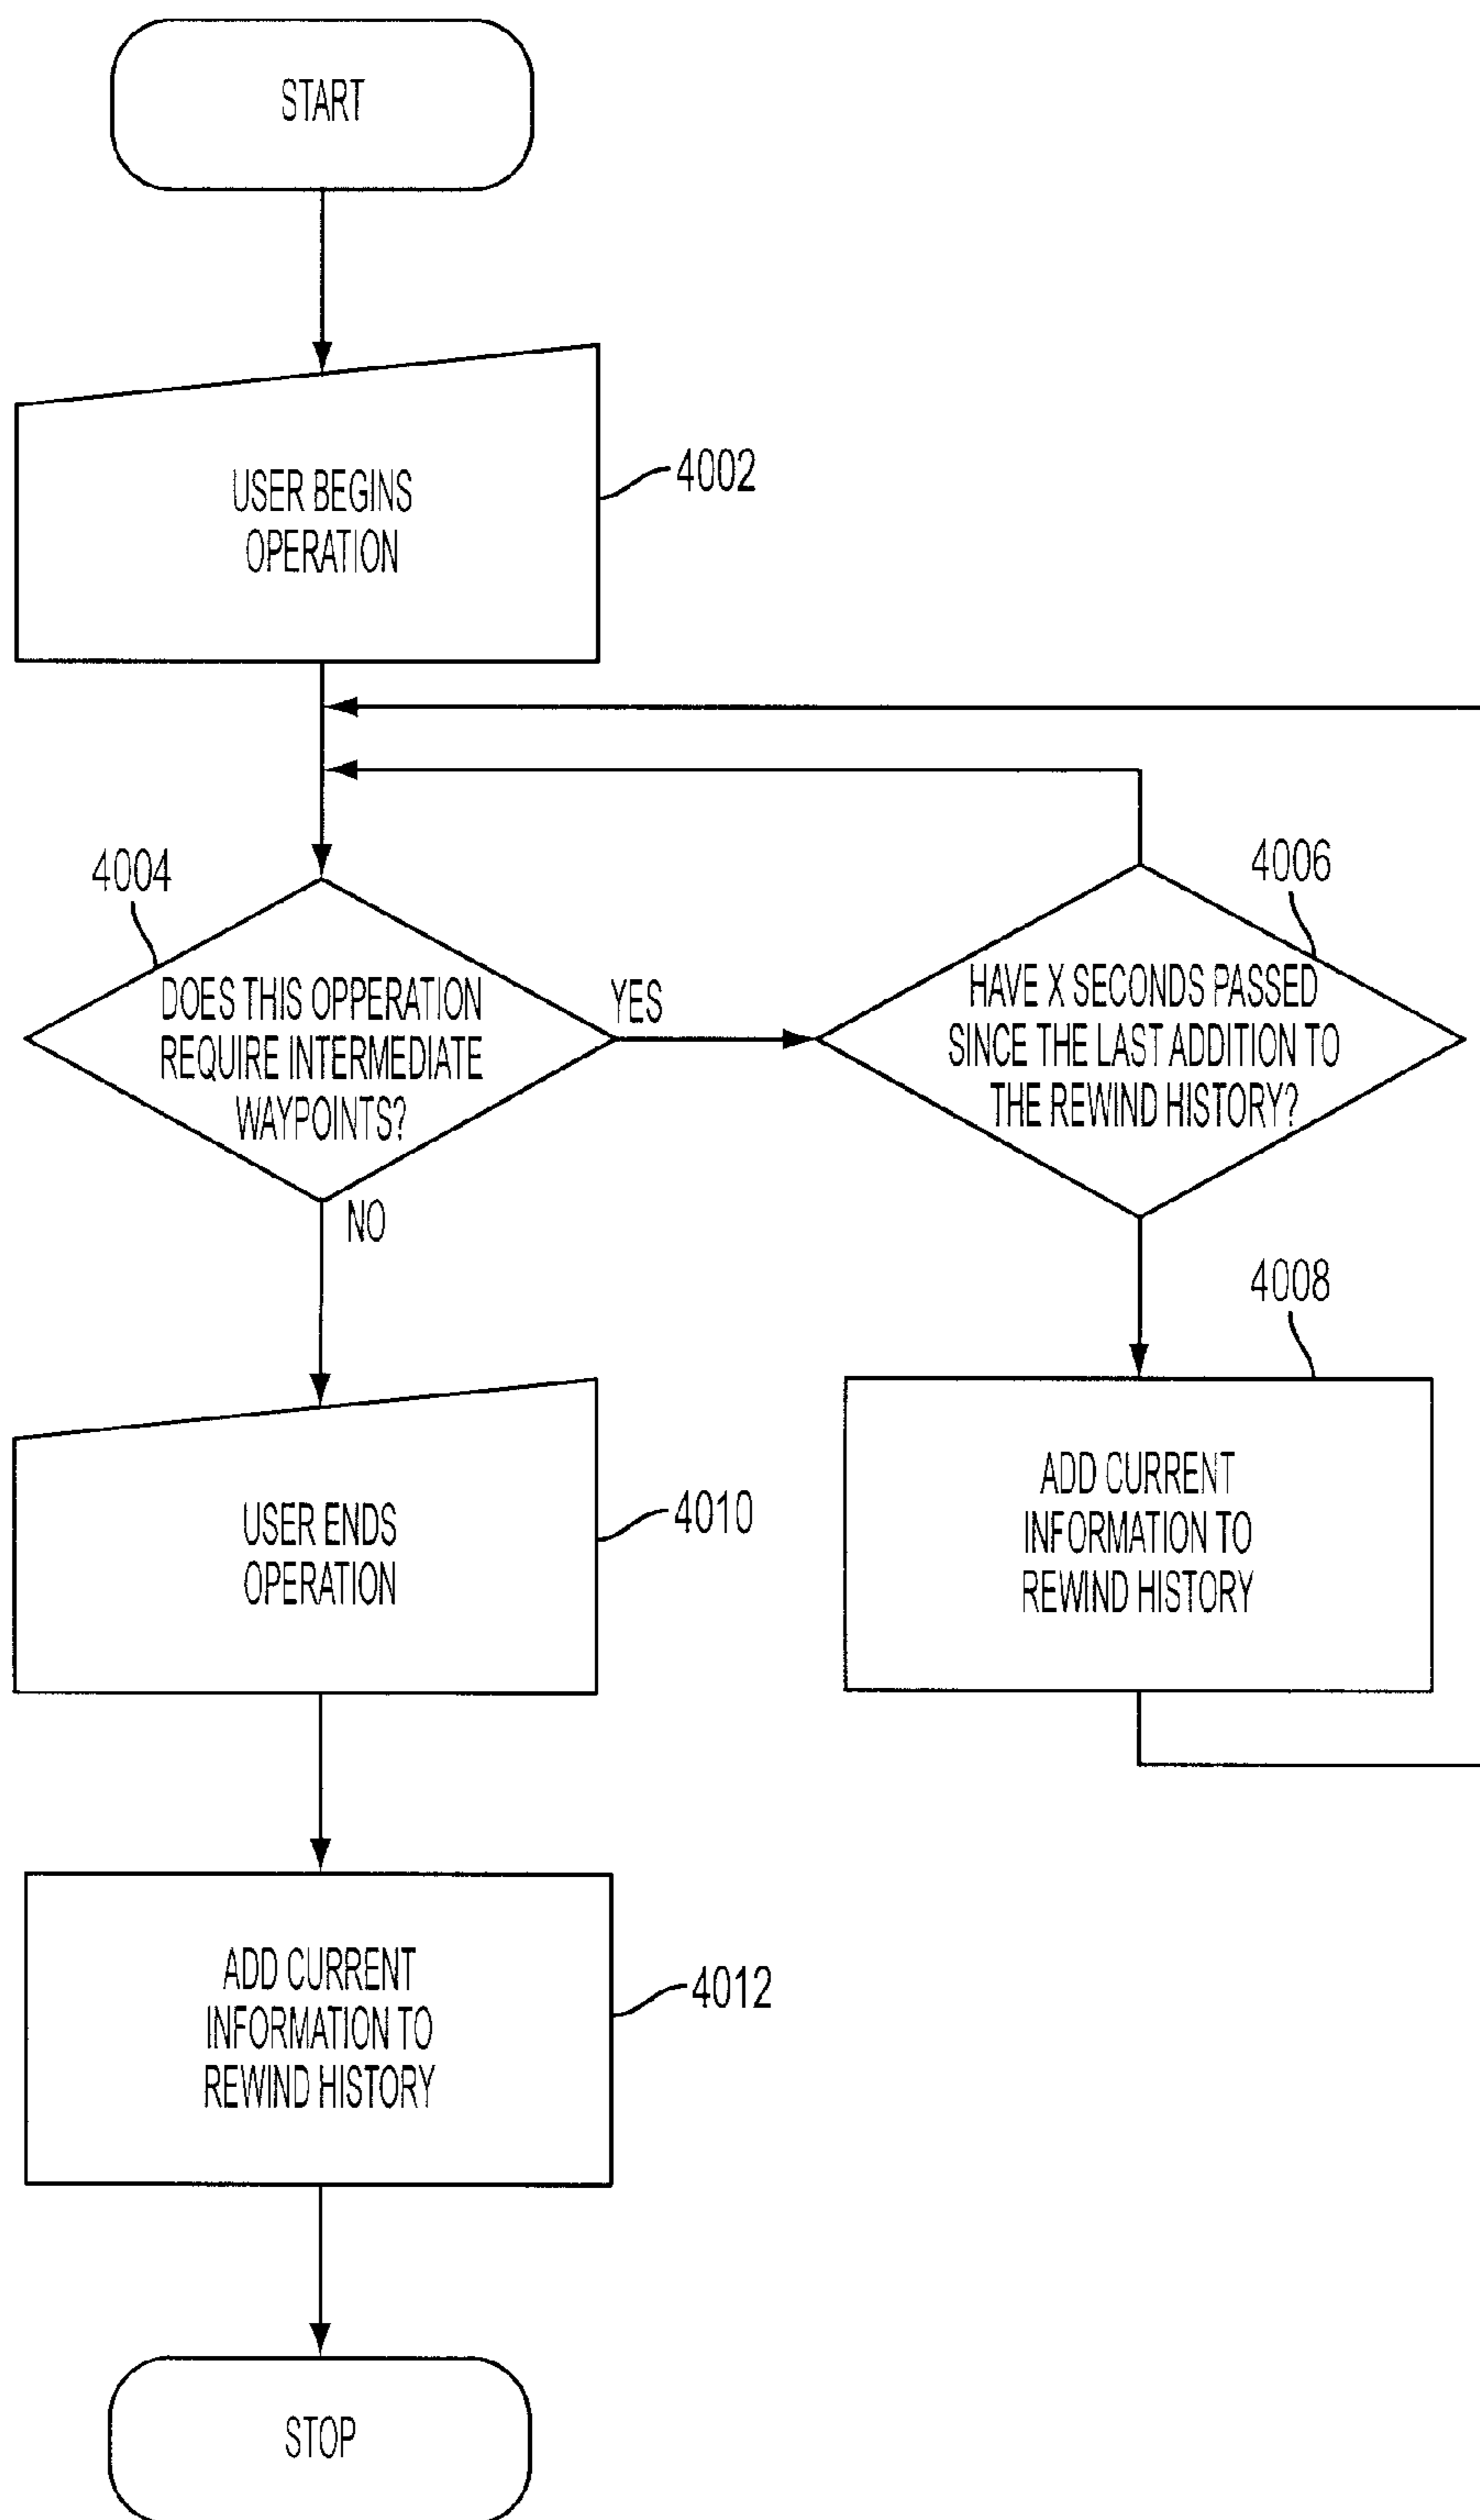 START
USER BEGINS
OPERATION
4002
4004
DOES THIS OPPERATION
REQUIRE INTERMEDIATE
WAYPOINTS?
YES
NO
4006
HAVE X SECONDS PASSED
SINCE THE LAST ADDITION TO
THE REWIND HISTORY?
4008
ADD CURRENT
INFORMATION TO
REWIND HISTORY
USER ENDS
OPERATION
4010
ADD CURRENT
INFORMATION TO
REWIND HISTORY
4012
STOP